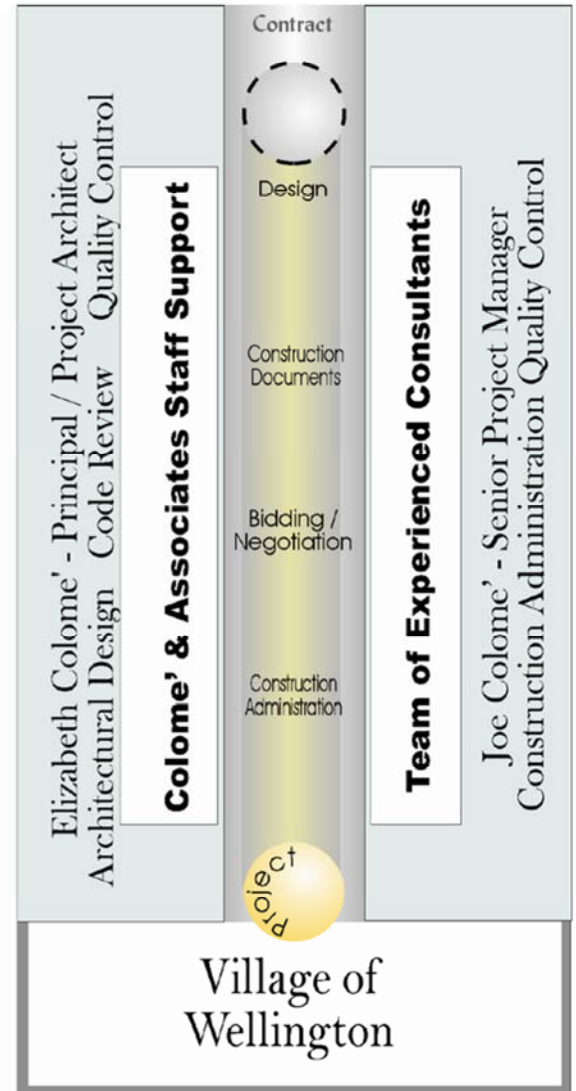 Contract
Design
Construction
Documents
Bidding /
Negotiation
Construction
Administration
Project
Elizabeth Colome' - Principal / Project Architect
Architectural Design Code Review Quality Control
Colome’ & Associates Staff Support
Team of Experienced Consultants
Joe Colome’ - Senior Project Manager
Construction Administration Quality Control
Village of
Wellington